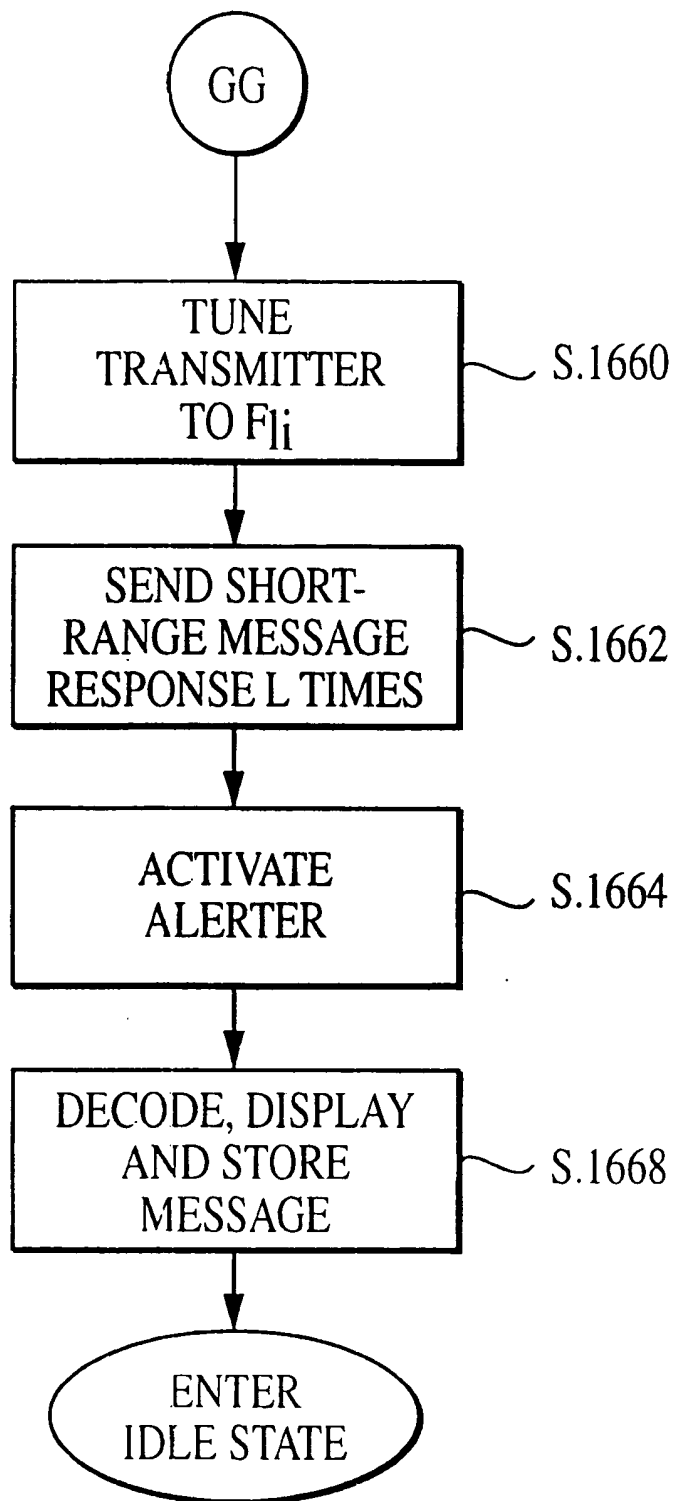 GG
TUNE
TRANSMITTER
TO Fli
S.1660
SEND SHORT-
RANGE MESSAGE
RESPONSE L TIMES
S.1662
ACTIVATE
ALERTER
S.1664
DECODE, DISPLAY
AND STORE
MESSAGE
S.1668
ENTER
IDLE STATE